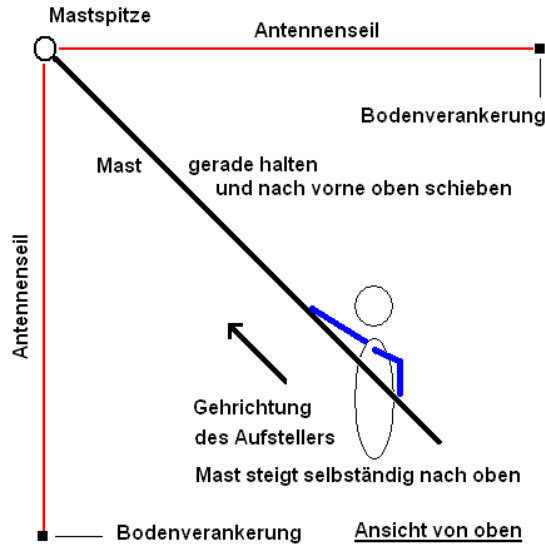 Mastspitze
Antennenseil
Bodenverankerung
Mast
gerade halten
und nach vorne oben schieben
Antennenseil
Gehrichtung
des Aufstellers
Mast steigt selbständig nach oben
Bodenverankerung
Ansicht von oben